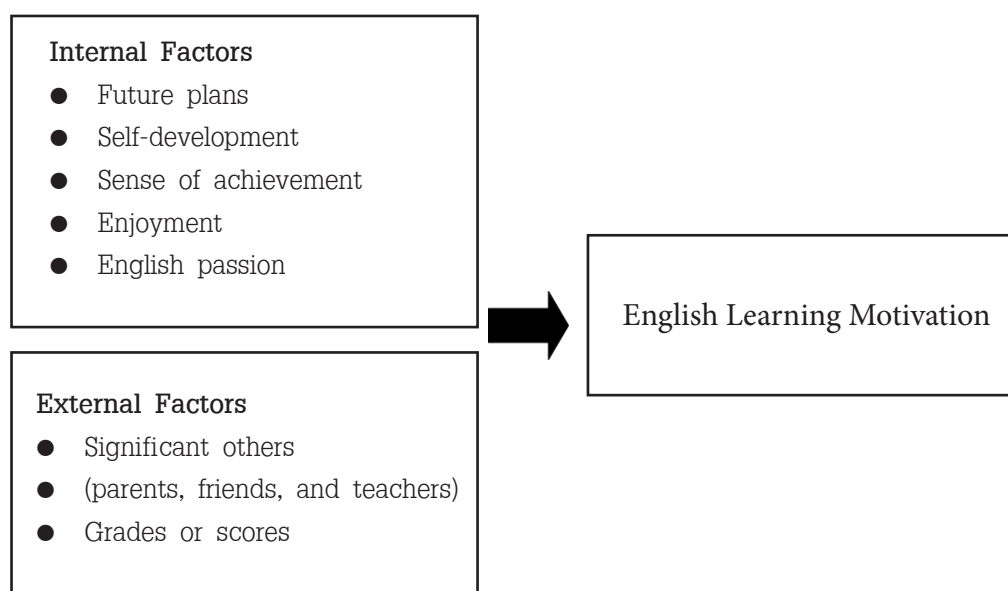 Internal Factors
● Future plans
● Self-development
● Sense of achievement
● Enjoyment
● English passion
External Factors
● Significant others
● (parents, friends, and teachers)
● Grades or scores
English Learning Motivation